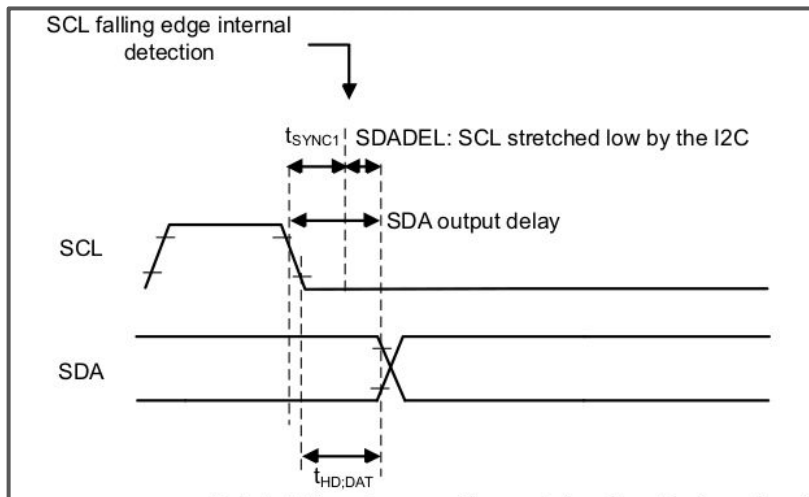 SCL falling edge internal
detection
tSYNC1
SDADEL: SCL stretched low by the I2C
SDA output delay
SCL
SDA
tHD;DAT